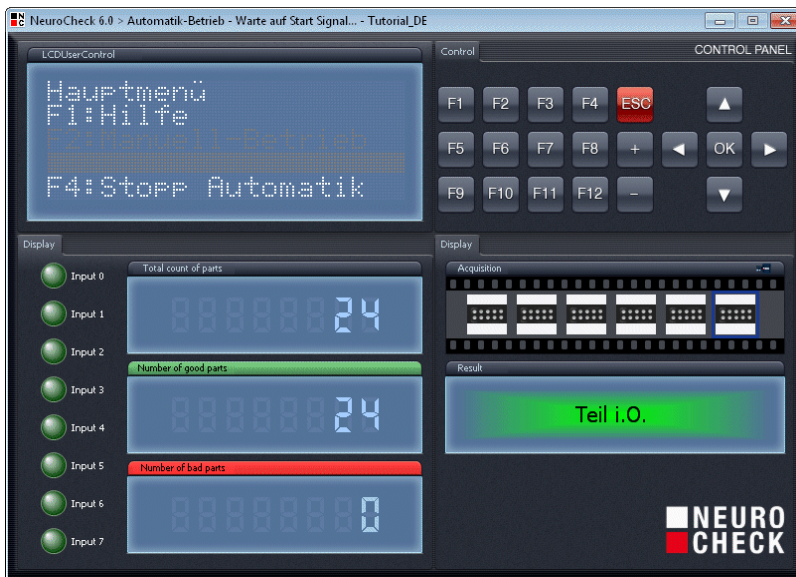 NeuroCheck 6.0 > Automatik-Betrieb - Warte auf Start Signal... - Tutorial_DE
LCDUserControl
Hauptmenü
F1:Hilfe
F2:Manuell-Betrieb
F4:Stopp Automatik
Control
CONTROL PANEL
F1 F2 F3 F4 ESC
F5 F6 F7 F8 + OK
F9 F10 F11 F12 -
Display
Input 0
Input 1
Input 2
Input 3
Input 4
Input 5
Input 6
Input 7
Total count of parts
24
Number of good parts
24
Number of bad parts
0
Display
Acquisition
Result
Teil i.O.
NEURO
CHECK